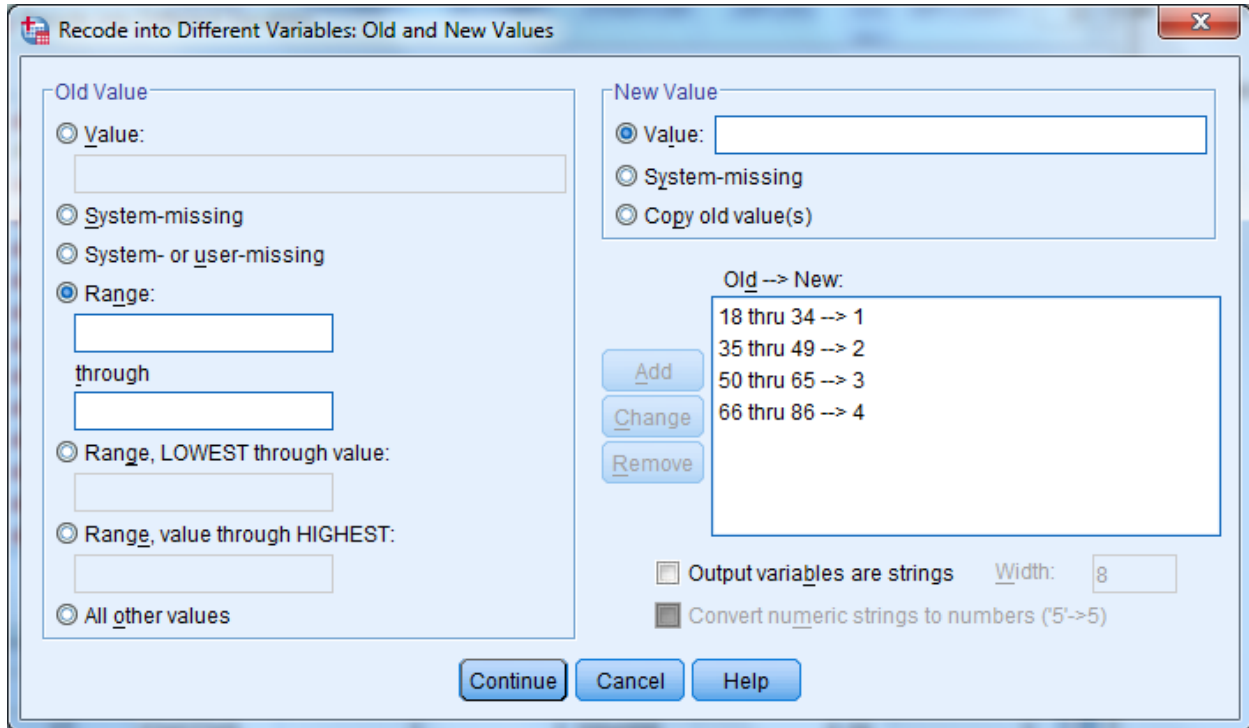 Recode into Different Variables: Old and New Values
Old Value
Value:
System-missing
System- or user-missing
Range:
through
Range, LOWEST through value:
Range, value through HIGHEST:
All other values
New Value
Value:
System-missing
Copy old value(s)
Old --> New:
18 thru 34 --> 1
35 thru 49 --> 2
50 thru 65 --> 3
66 thru 86 --> 4
Add
Change
Remove
Output variables are strings Width: 8
Convert numeric strings to numbers ('5'->5)
Continue Cancel Help